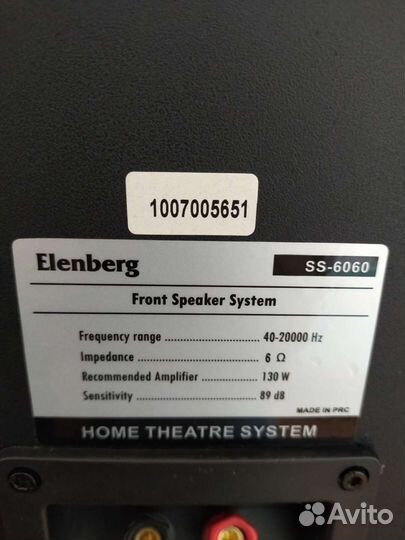 1007005651
Elenberg SS-6060
Front Speaker System
Frequency range ........................... 40-20000 Hz
Impedance ..................................... 6 Ω
Recommended Amplifier ............... 130 W
Sensitivity ....................................... 89 dB
MADE IN PRC
HOME THEATRE SYSTEM
Avito